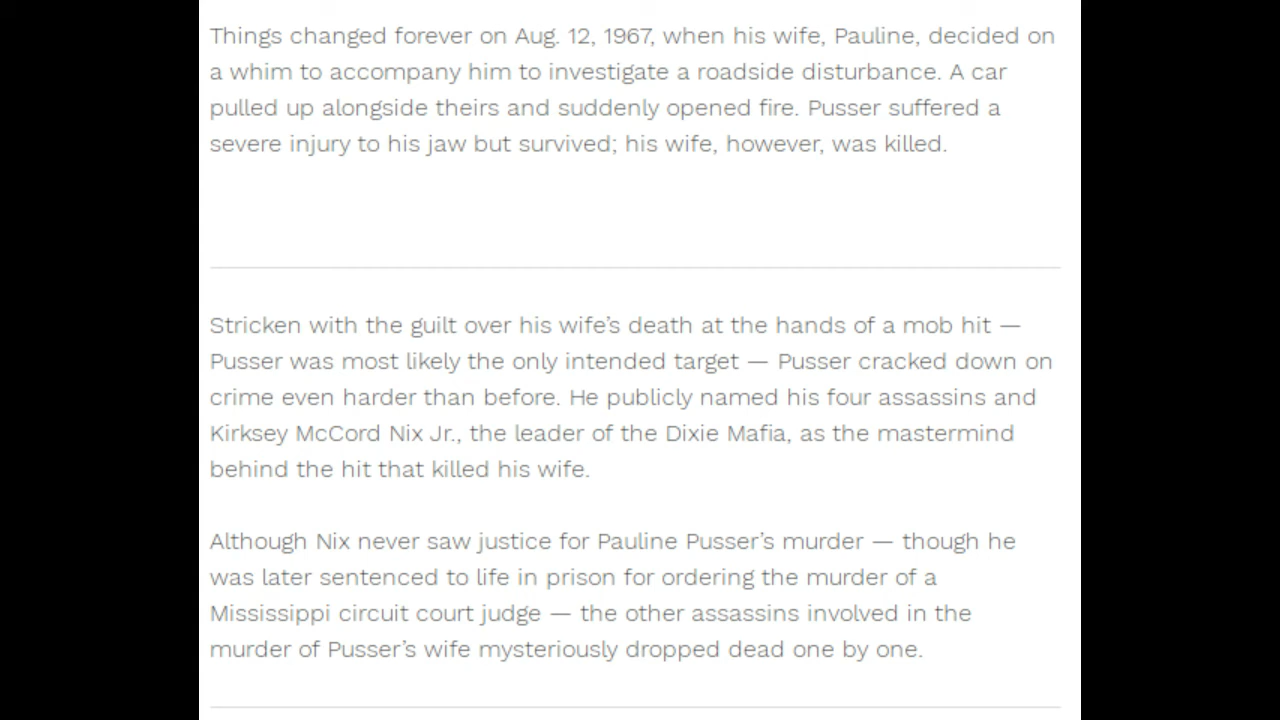 Things changed forever on Aug. 12, 1967, when his wife, Pauline, decided on
a whim to accompany him to investigate a roadside disturbance. A car
pulled up alongside theirs and suddenly opened fire. Pusser suffered a
severe injury to his jaw but survived; his wife, however, was killed.
Stricken with the guilt over his wife’s death at the hands of a mob hit —
Pusser was most likely the only intended target — Pusser cracked down on
crime even harder than before. He publicly named his four assassins and
Kirksey McCord Nix Jr., the leader of the Dixie Mafia, as the mastermind
behind the hit that killed his wife.
Although Nix never saw justice for Pauline Pusser’s murder — though he
was later sentenced to life in prison for ordering the murder of a
Mississippi circuit court judge — the other assassins involved in the
murder of Pusser’s wife mysteriously dropped dead one by one.